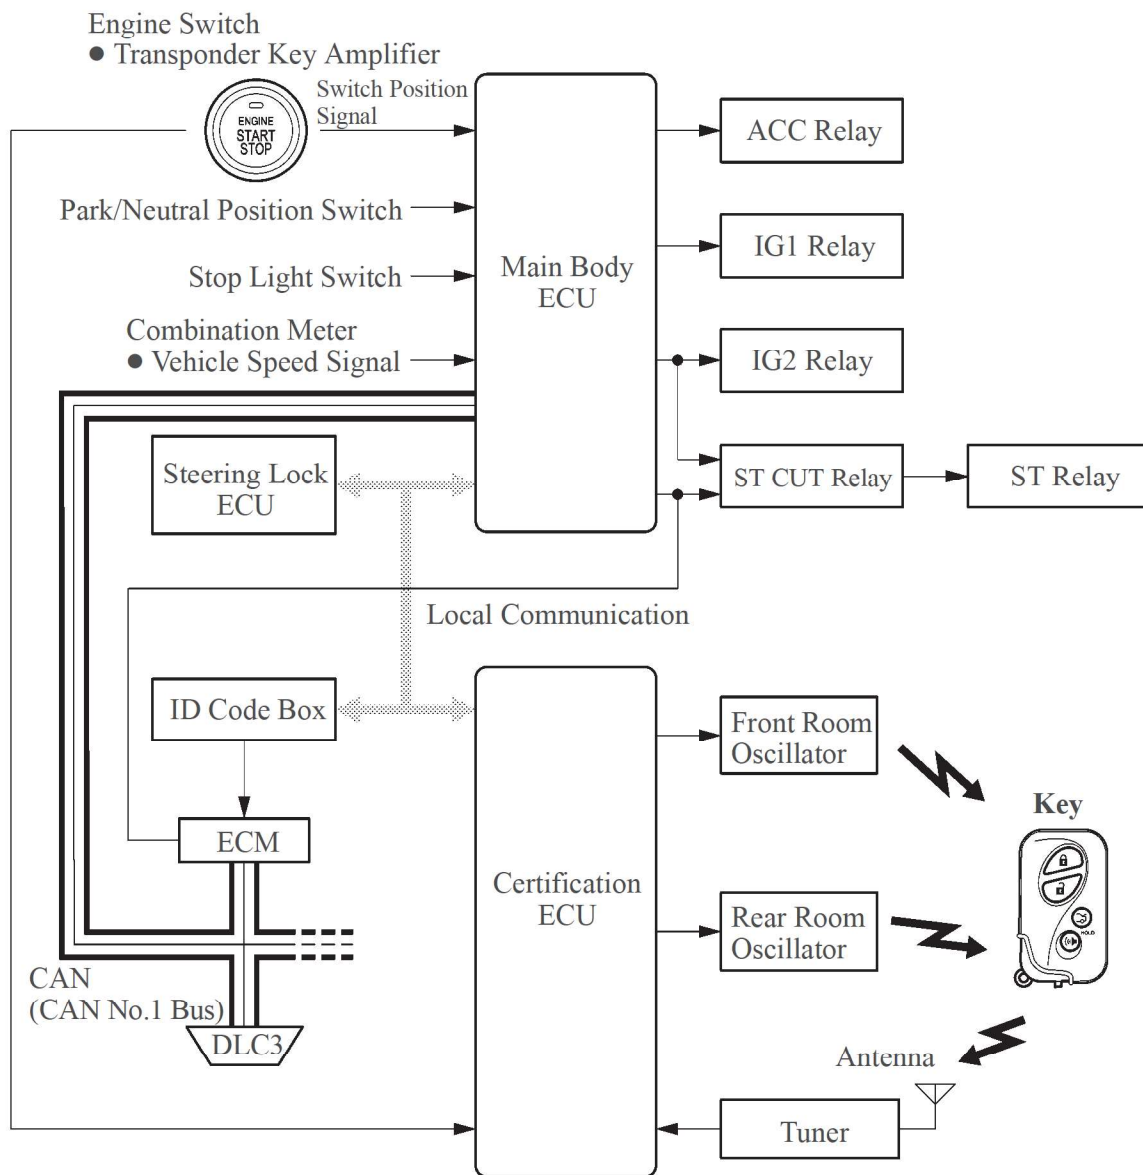 Engine Switch
● Transponder Key Amplifier
Switch Position
Signal
ENGINE
START
STOP
ACC Relay
Park/Neutral Position Switch
IG1 Relay
Main Body
ECU
Stop Light Switch
Combination Meter
● Vehicle Speed Signal
IG2 Relay
Steering Lock
ECU
ST CUT Relay
ST Relay
Local Communication
ID Code Box
Front Room
Oscillator
Key
ECM
Certification
ECU
Rear Room
Oscillator
HOLD
CAN
(CAN No.1 Bus)
DLC3
Antenna
Tuner